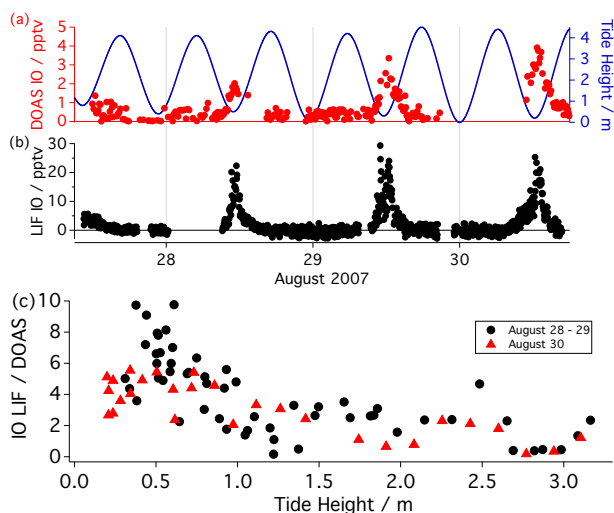 (a)
DOAS IO / pptv
5
4
3
2
1
0
4
3
2
1
0
Tide Height / m
(b)
LIF IO / pptv
30
20
10
0
28
29
30
August 2007
(c)
IO LIF / DOAS
10
8
6
4
2
0
August 28 - 29
August 30
0.0 0.5 1.0 1.5 2.0 2.5 3.0
Tide Height / m